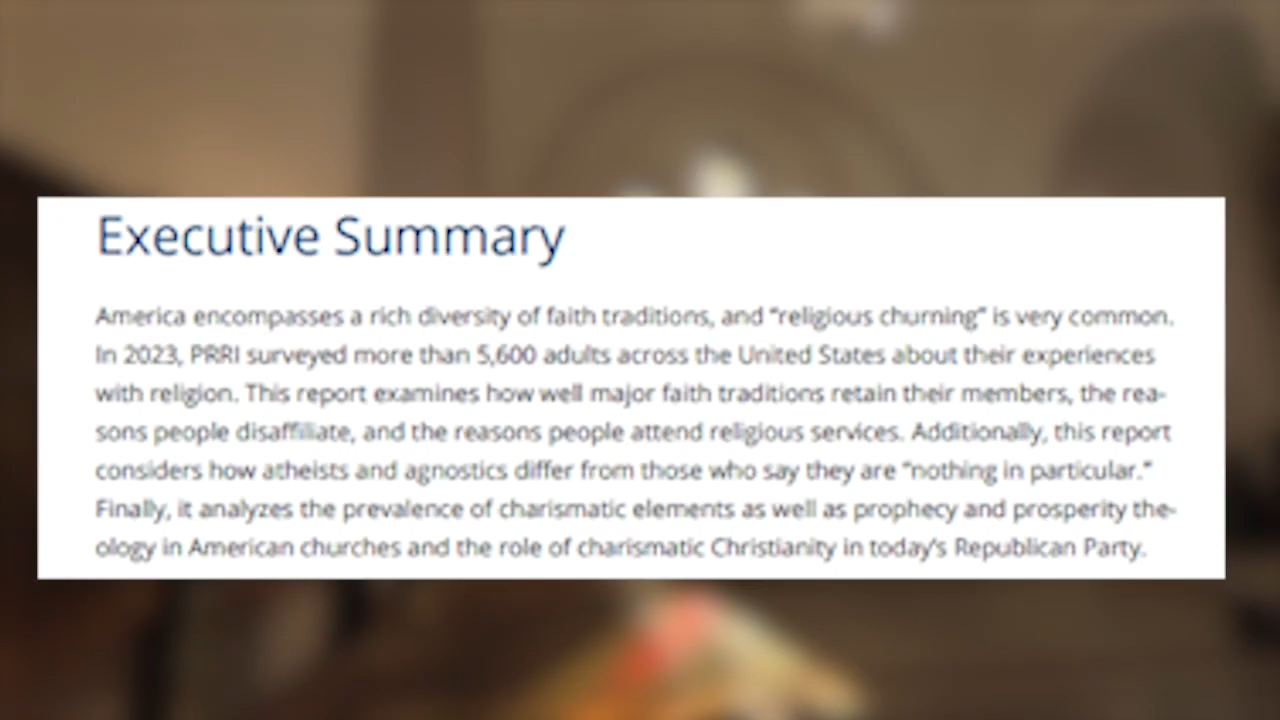 Executive Summary
America encompasses a rich diversity of faith traditions, and “religious churning” is very common.
In 2023, PRRI surveyed more than 5,600 adults across the United States about their experiences
with religion. This report examines how well major faith traditions retain their members, the rea-
sons people disaffiliate, and the reasons people attend religious services. Additionally, this report
considers how atheists and agnostics differ from those who say they are “nothing in particular.”
Finally, it analyzes the prevalence of charismatic elements as well as prophecy and prosperity the-
ology in American churches and the role of charismatic Christianity in today’s Republican Party.